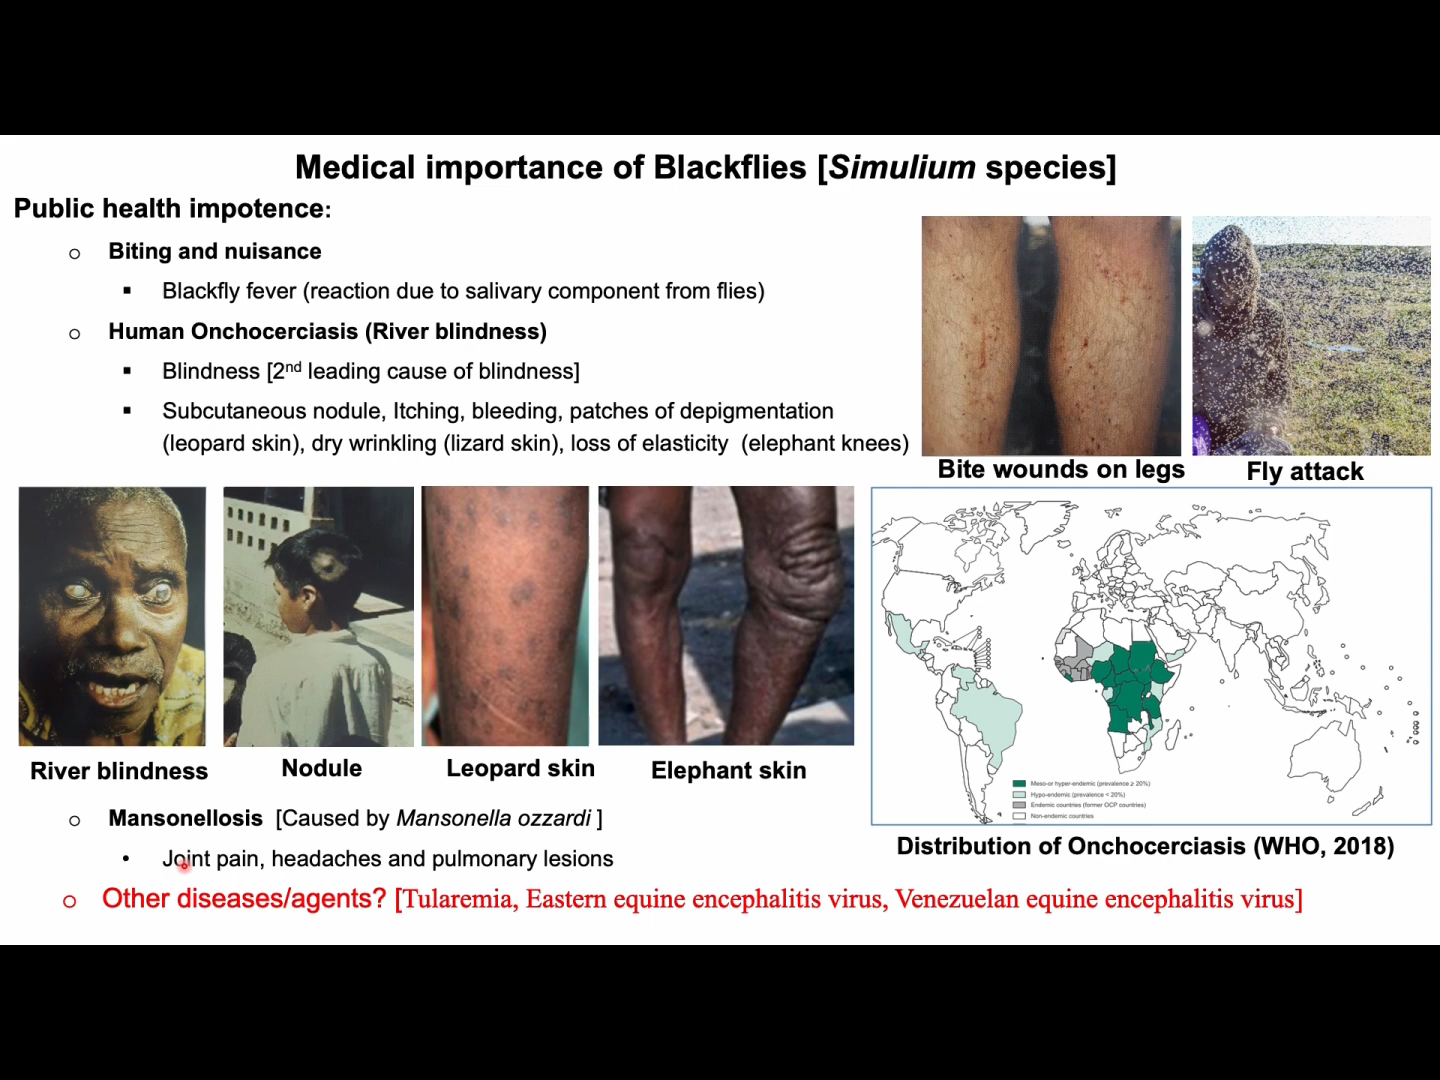 Medical importance of Blackflies [Simulium species]
Public health impotence:
o Biting and nuisance
▪ Blackfly fever (reaction due to salivary component from flies)
o Human Onchocerciasis (River blindness)
▪ Blindness [2nd leading cause of blindness]
▪ Subcutaneous nodule, Itching, bleeding, patches of depigmentation
(leopard skin), dry wrinkling (lizard skin), loss of elasticity (elephant knees)
Bite wounds on legs
Fly attack
River blindness
Nodule
Leopard skin
Elephant skin
Meso-or hyper-endemic (prevalence ≥ 20%)
Hypo-endemic (prevalence < 20%)
Endemic countries (former OCP countries)
Non-endemic countries
Distribution of Onchocerciasis (WHO, 2018)
o Mansonellosis [Caused by Mansonella ozzardi ]
• Joint pain, headaches and pulmonary lesions
o Other diseases/agents? [Tularemia, Eastern equine encephalitis virus, Venezuelan equine encephalitis virus]